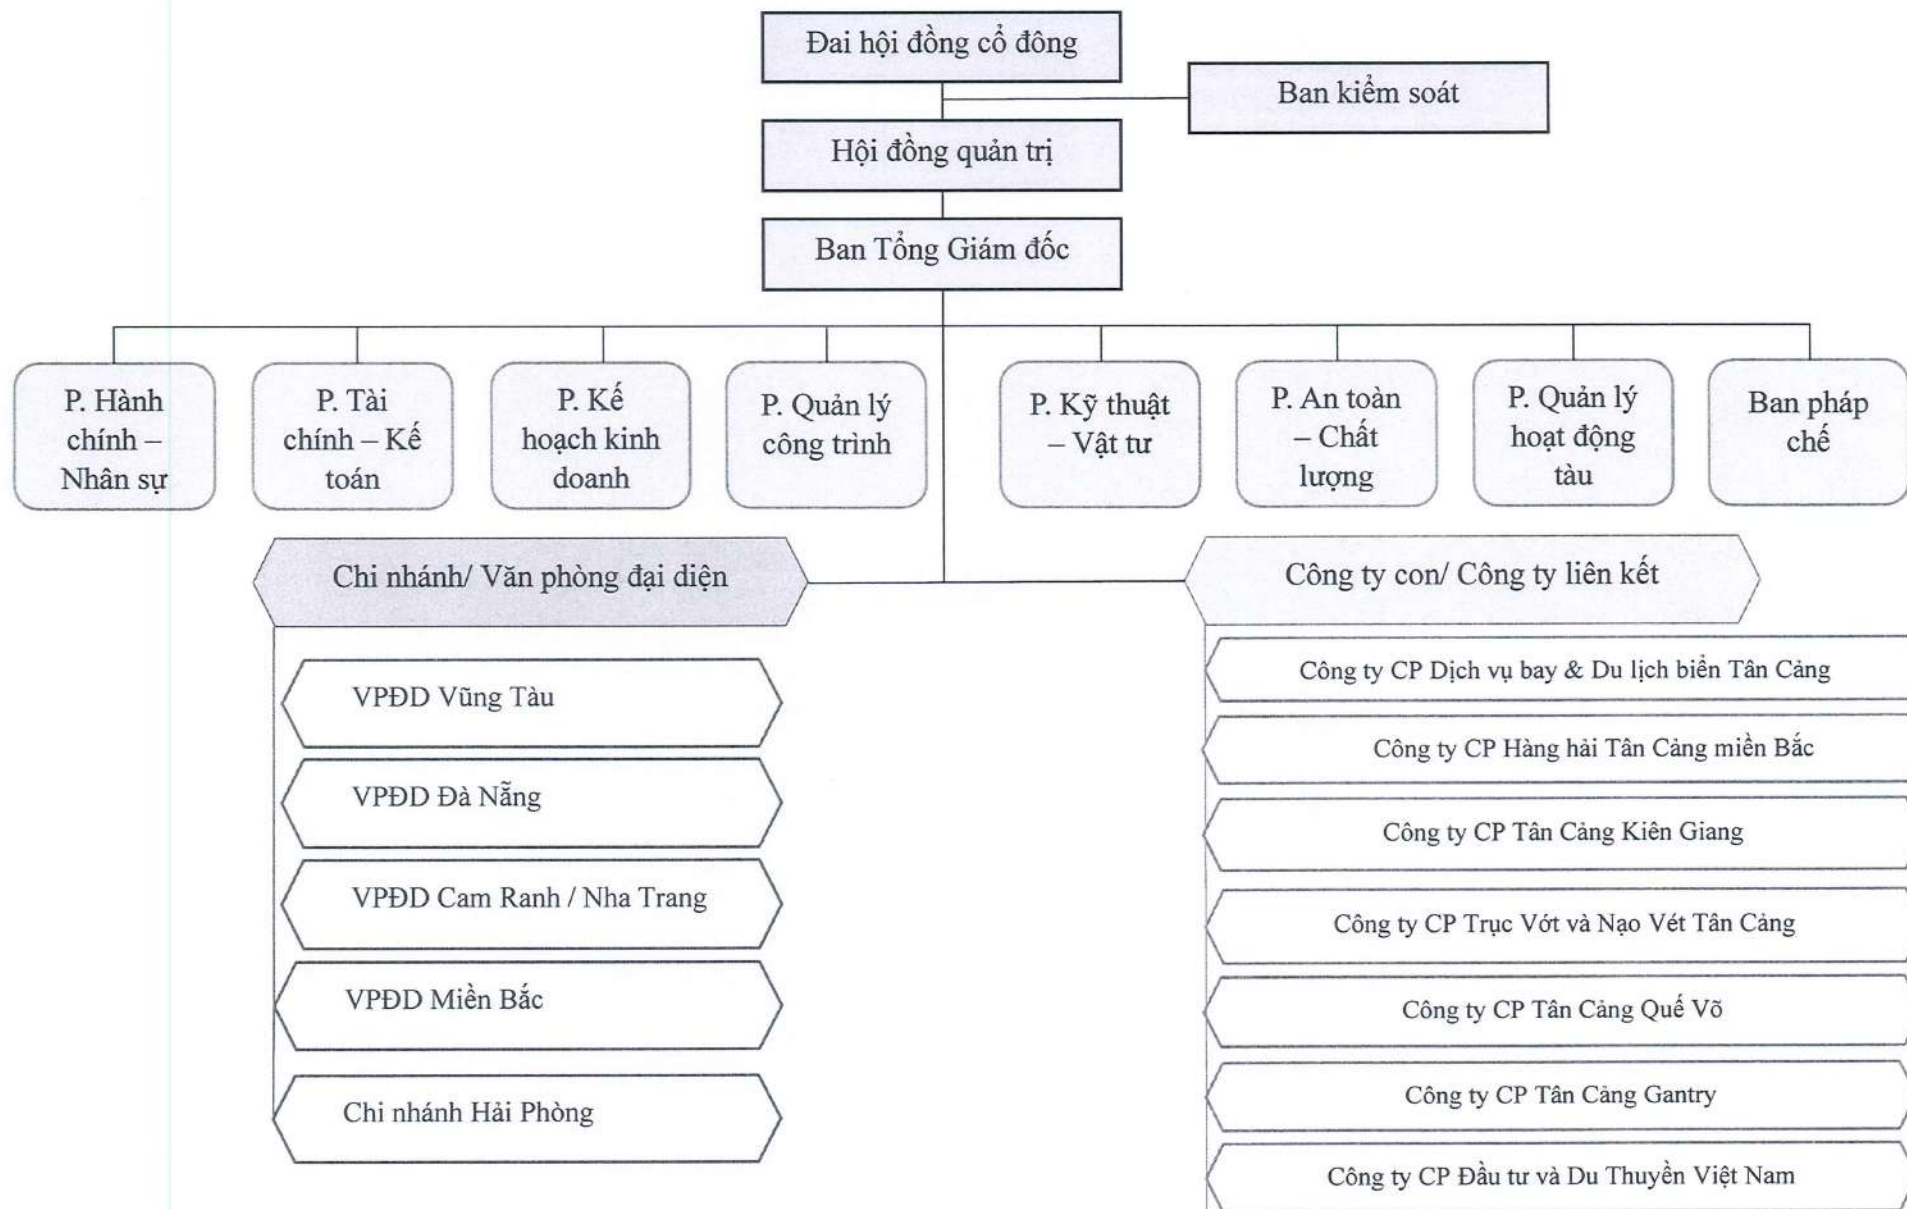 Đai hội đồng cổ đông
Ban kiểm soát
Hội đồng quản trị
Ban Tổng Giám đốc
P. Hành
chính –
Nhân sự
P. Tài
chính – Kế
toán
P. Kế
hoạch kinh
doanh
P. Quản lý
công trình
P. Kỹ thuật
– Vật tư
P. An toàn
– Chất
lượng
P. Quản lý
hoạt động
tàu
Ban pháp
chế
Chi nhánh/ Văn phòng đại diện
VPĐD Vũng Tàu
VPĐD Đà Nẵng
VPĐD Cam Ranh / Nha Trang
VPĐD Miền Bắc
Chi nhánh Hải Phòng
Công ty con/ Công ty liên kết
Công ty CP Dịch vụ bay & Du lịch biển Tân Cảng
Công ty CP Hàng hải Tân Cảng miền Bắc
Công ty CP Tân Cảng Kiên Giang
Công ty CP Trục Vớt và Nạo Vét Tân Cảng
Công ty CP Tân Cảng Quế Võ
Công ty CP Tân Cảng Gantry
Công ty CP Đầu tư và Du Thuyền Việt Nam